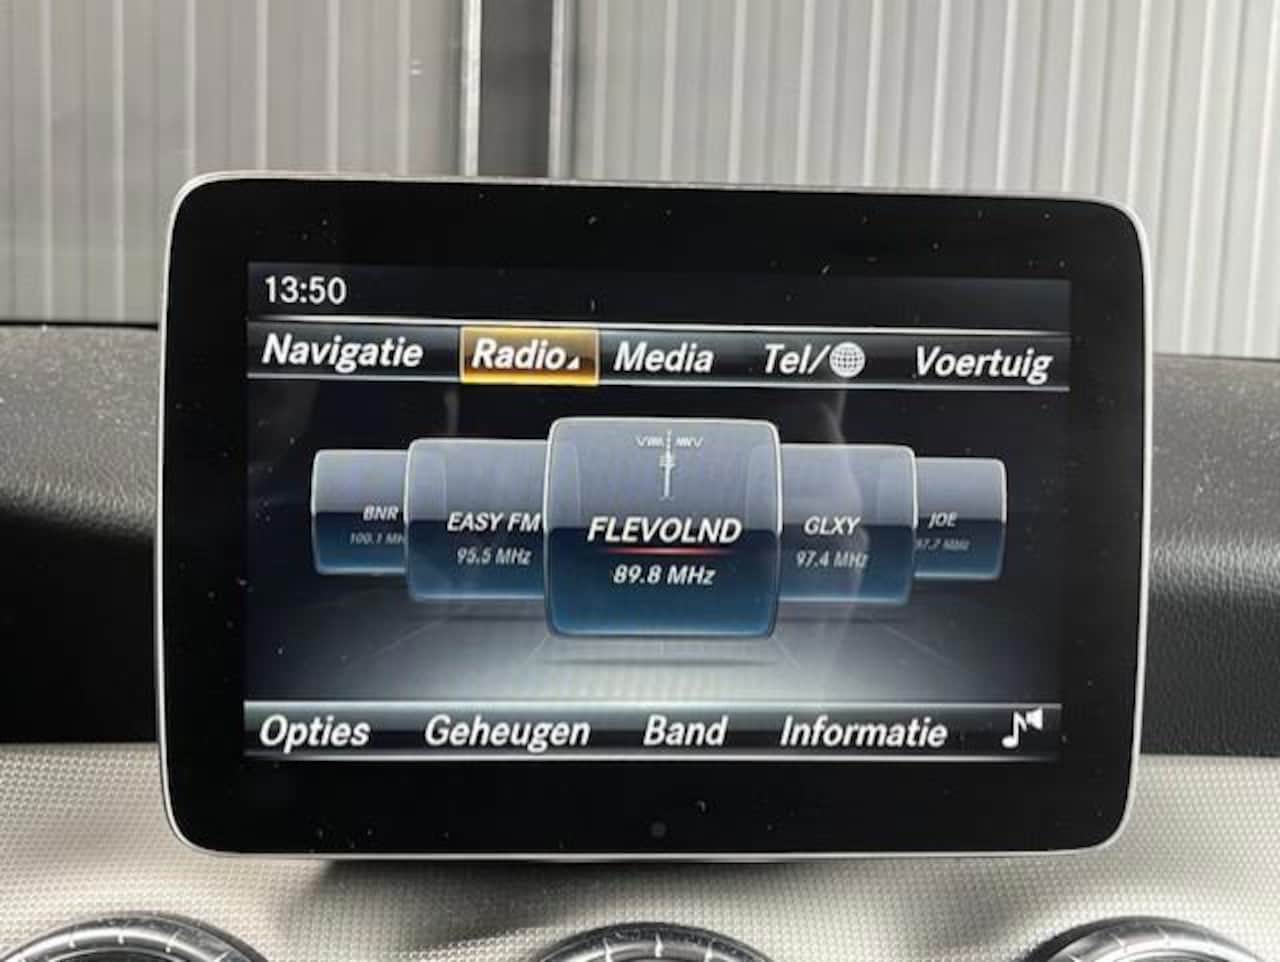 13:50
Navigatie Radio Media Tel/ Voertuig
BNR EASY FM FLEVOLND GLXY JOE
95.5 MHz 89.8 MHz 97.4 MHz
Opties Geheugen Band Informatie